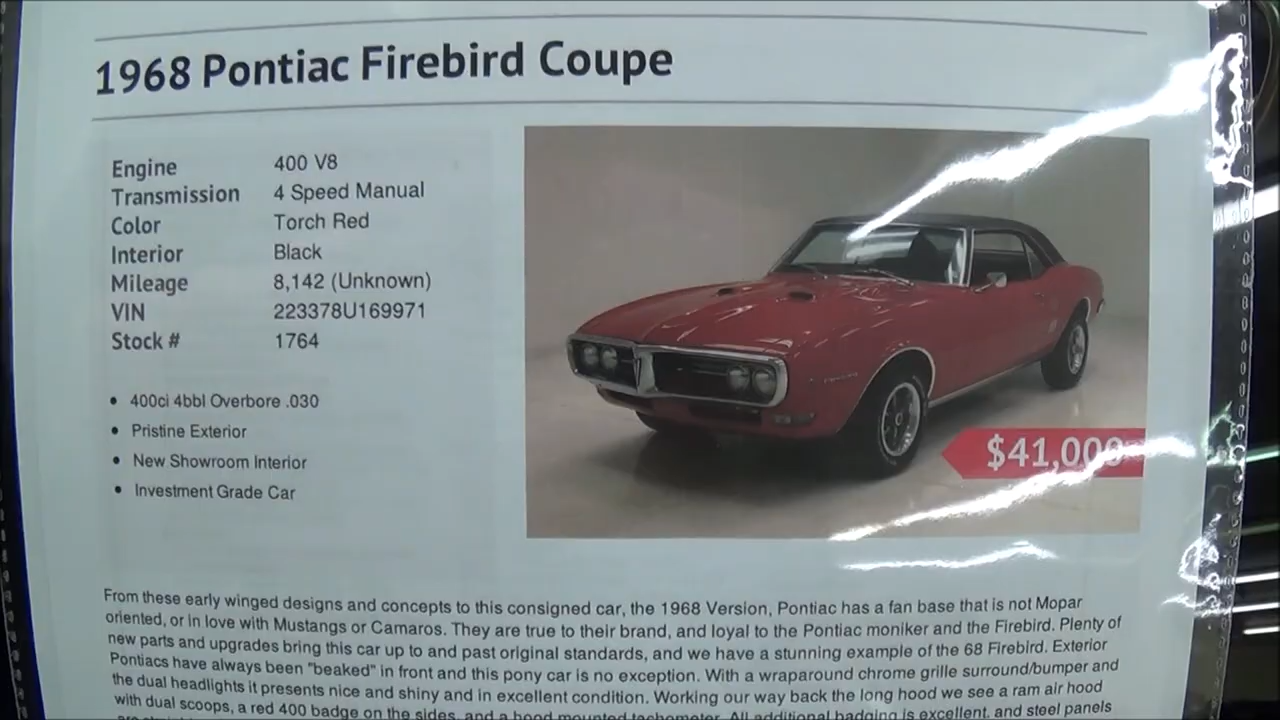 1968 Pontiac Firebird Coupe
Engine 400 V8
Transmission 4 Speed Manual
Color Torch Red
Interior Black
Mileage 8,142 (Unknown)
VIN 223378U169971
Stock # 1764
• 400ci 4bbl Overbore .030
• Pristine Exterior
• New Showroom Interior
• Investment Grade Car
$41,000
From these early winged designs and concepts to this consigned car, the 1968 Version, Pontiac has a fan base that is not Mopar
oriented, or in love with Mustangs or Camaros. They are true to their brand, and loyal to the Pontiac moniker and the Firebird. Plenty of
new parts and upgrades bring this car up to and past original standards, and we have a stunning example of the 68 Firebird. Exterior
Pontiacs have always been "beaked" in front and this pony car is no exception. With a wraparound chrome grille surround/bumper and
the dual headlights it presents nice and shiny and in excellent condition. Working our way back the long hood we see a ram air hood
with dual scoops, a red 400 badge on the sides, and a hood mounted tachometer. All additional badging is excellent, and steel panels